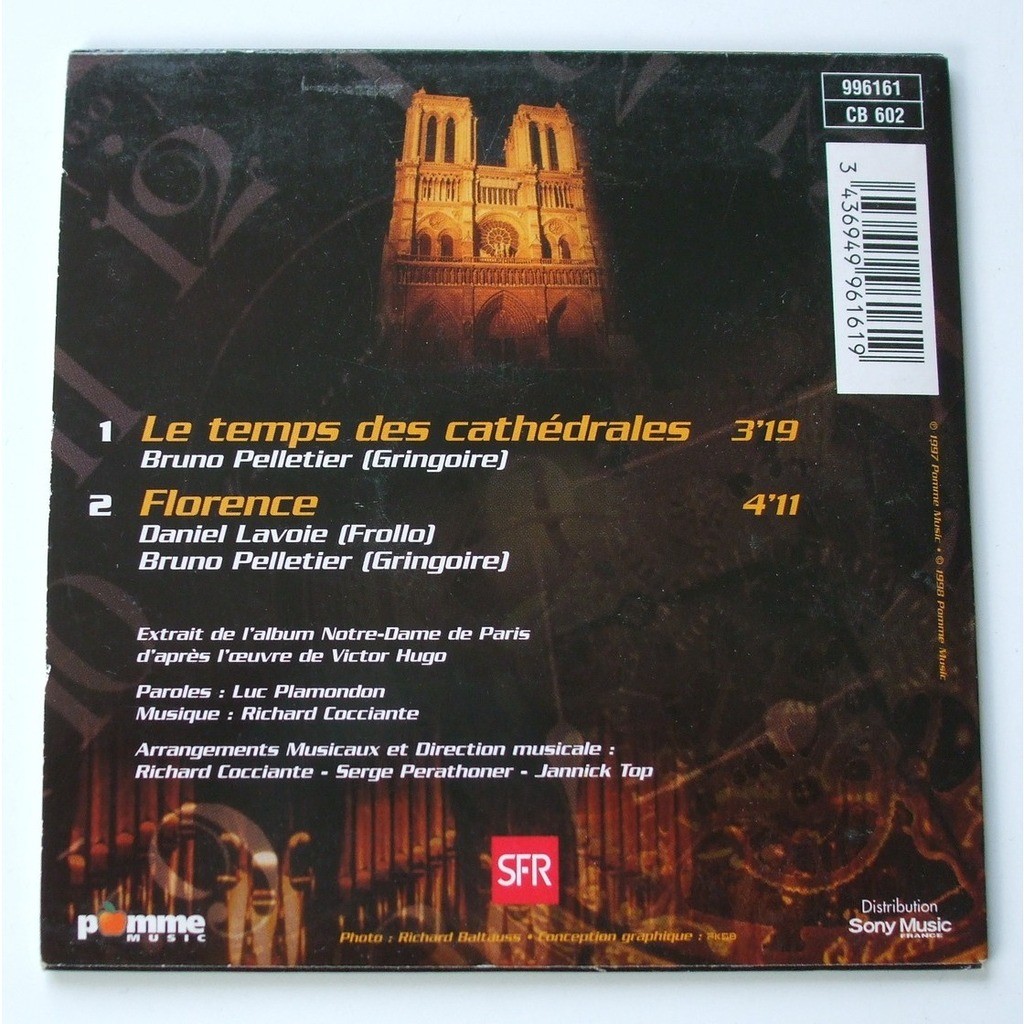 996161
CB 602
3 436949 961619
1 Le temps des cathédrales 3'19
Bruno Pelletier (Gringoire)
2 Florence 4'11
Daniel Lavoie (Frollo)
Bruno Pelletier (Gringoire)
© 1997 Pomme Music • © 1998 Pomme Music
Extrait de l'album Notre-Dame de Paris
d'après l'œuvre de Victor Hugo
Paroles : Luc Plamondon
Musique : Richard Cocciante
Arrangements Musicaux et Direction musicale :
Richard Cocciante - Serge Perathoner - Jannick Top
SFR
pomme
MUSIC
Photo : Richard Baltauss • Conception graphique :
Distribution
Sony Music
FRANCE